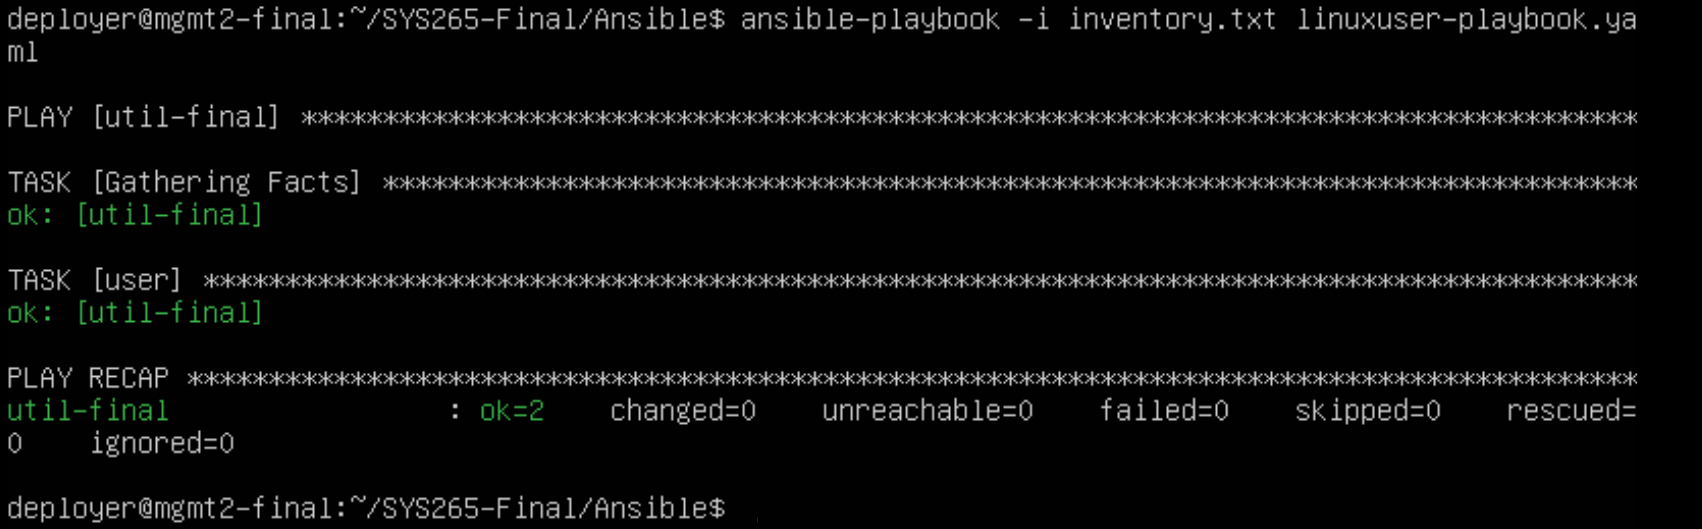 deployer@mgmt2-final:~/SYS265-Final/Ansible$ ansible-playbook -i inventory.txt linuxuser-playbook.ya
ml
PLAY [util-final] **********************************************************************************
TASK [Gathering Facts] *****************************************************************************
ok: [util-final]
TASK [user] ****************************************************************************************
ok: [util-final]
PLAY RECAP *****************************************************************************************
util-final                 : ok=2    changed=0    unreachable=0    failed=0    skipped=0    rescued=
0    ignored=0
deployer@mgmt2-final:~/SYS265-Final/Ansible$